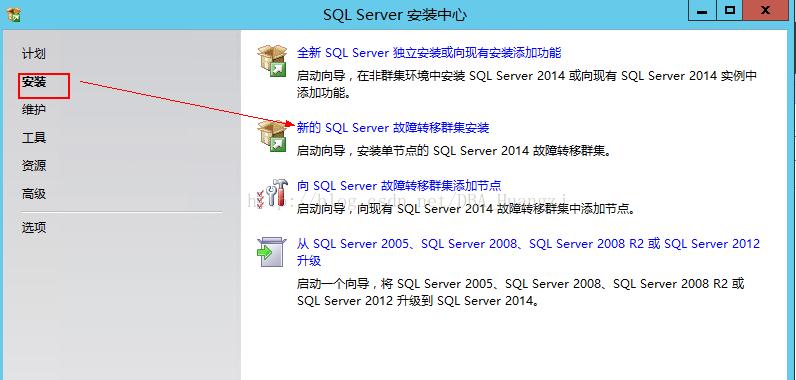 SQL Server 安装中心
计划
安装
维护
工具
资源
高级
选项
全新 SQL Server 独立安装或向现有安装添加功能
启动向导，在非群集环境中安装 SQL Server 2014 或向现有 SQL Server 2014 实例中
添加功能。
新的 SQL Server 故障转移群集安装
启动向导，安装单节点的 SQL Server 2014 故障转移群集。
向 SQL Server 故障转移群集添加节点
http://blog.csdn.net/DBA_Huangzj
启动向导，向现有 SQL Server 2014 故障转移群集中添加节点。
从 SQL Server 2005、SQL Server 2008、SQL Server 2008 R2 或 SQL Server 2012
升级
启动一个向导，将 SQL Server 2005、SQL Server 2008、SQL Server 2008 R2 或
SQL Server 2012 升级到 SQL Server 2014。